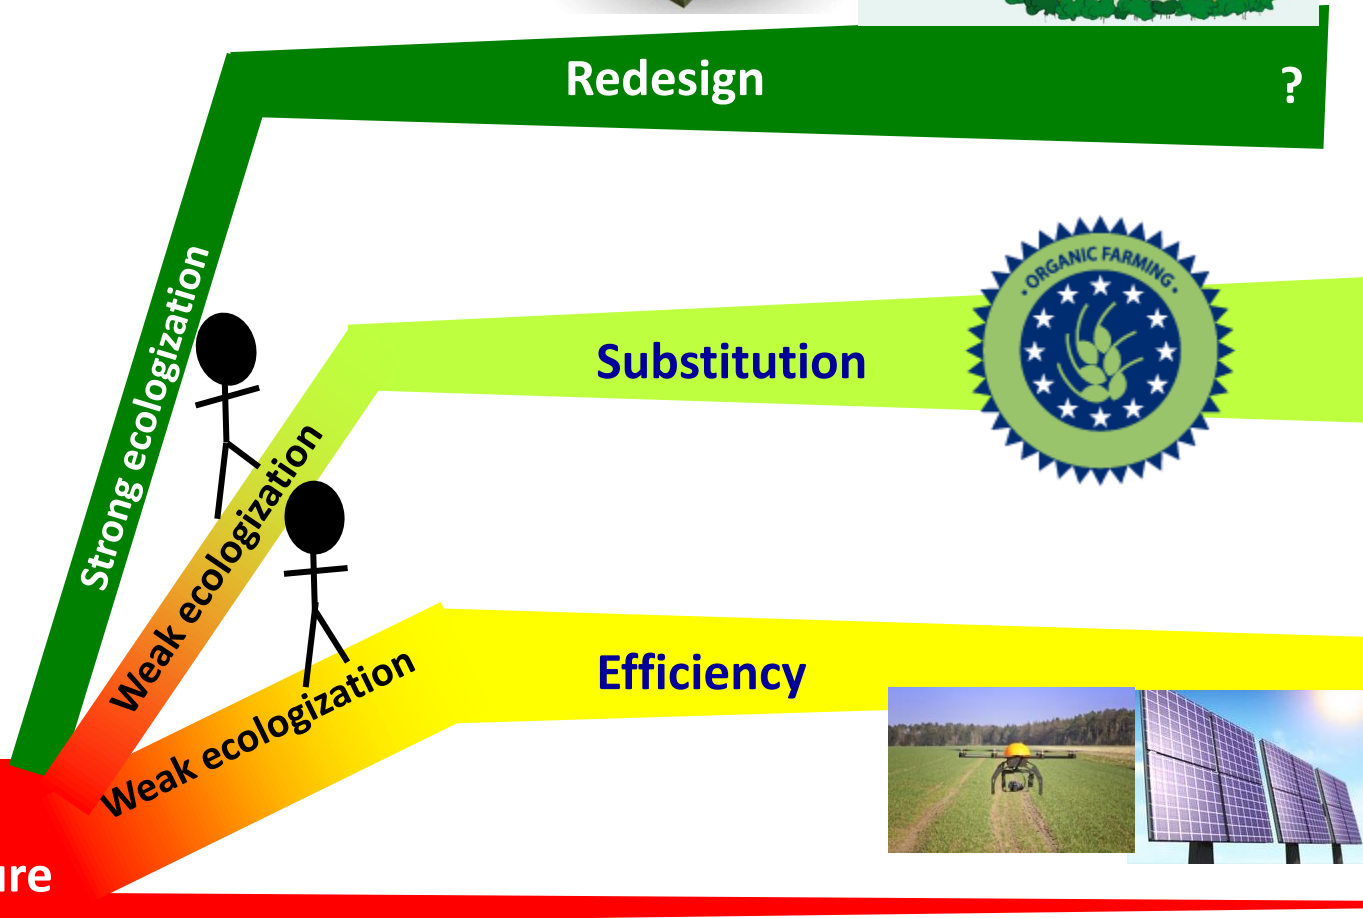 Redesign
?
Strong ecologization
· ORGANIC FARMING ·
Substitution
Weak ecologization
Efficiency
Weak ecologization
ure